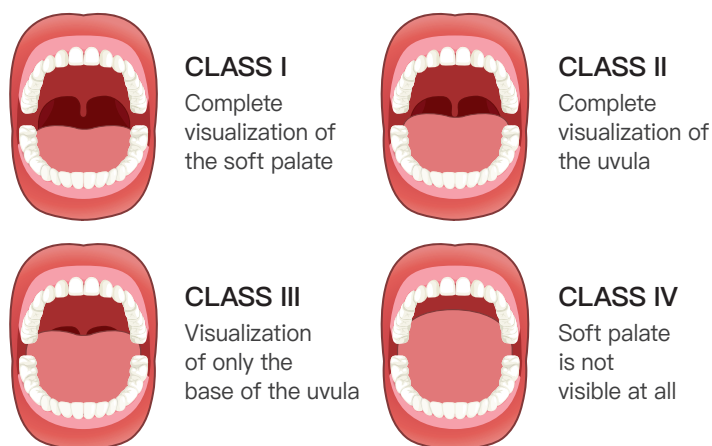 CLASS I
Complete
visualization of
the soft palate
CLASS II
Complete
visualization of
the uvula
CLASS III
Visualization
of only the
base of the uvula
CLASS IV
Soft palate
is not
visible at all